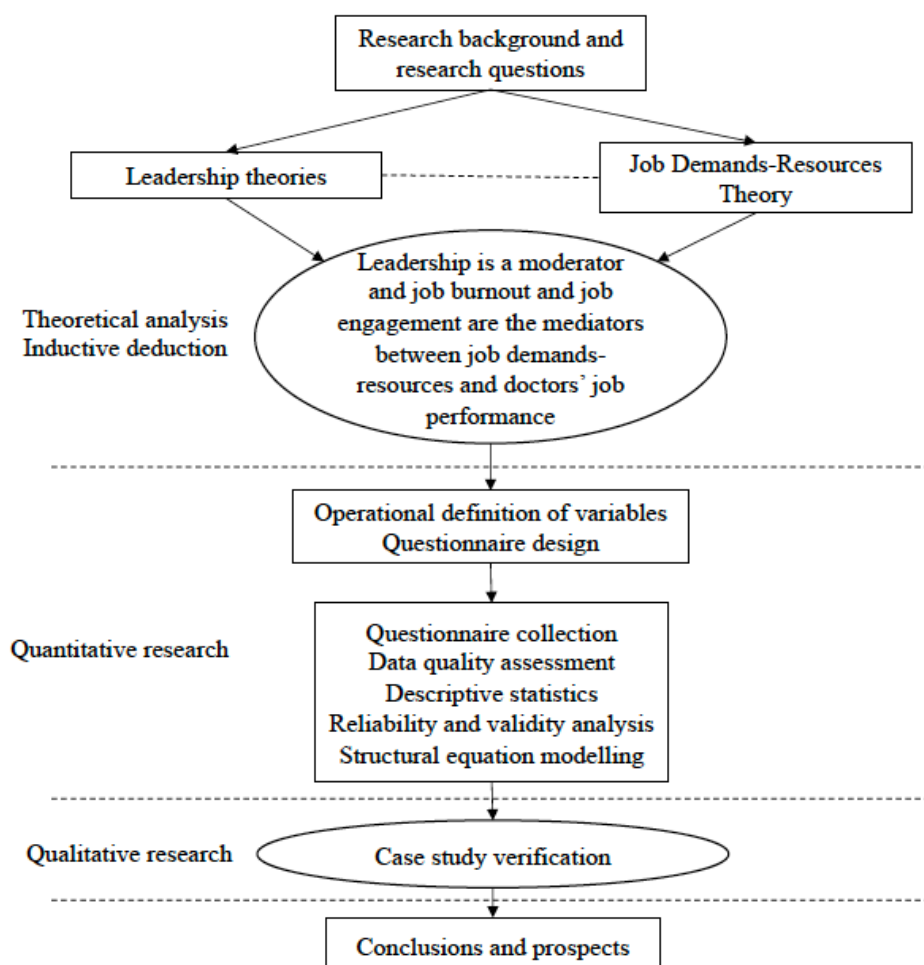 Research background and
research questions
Leadership theories
Job Demands-Resources
Theory
Theoretical analysis
Inductive deduction
Leadership is a moderator
and job burnout and job
engagement are the mediators
between job demands-
resources and doctors’ job
performance
Operational definition of variables
Questionnaire design
Quantitative research
Questionnaire collection
Data quality assessment
Descriptive statistics
Reliability and validity analysis
Structural equation modelling
Qualitative research
Case study verification
Conclusions and prospects